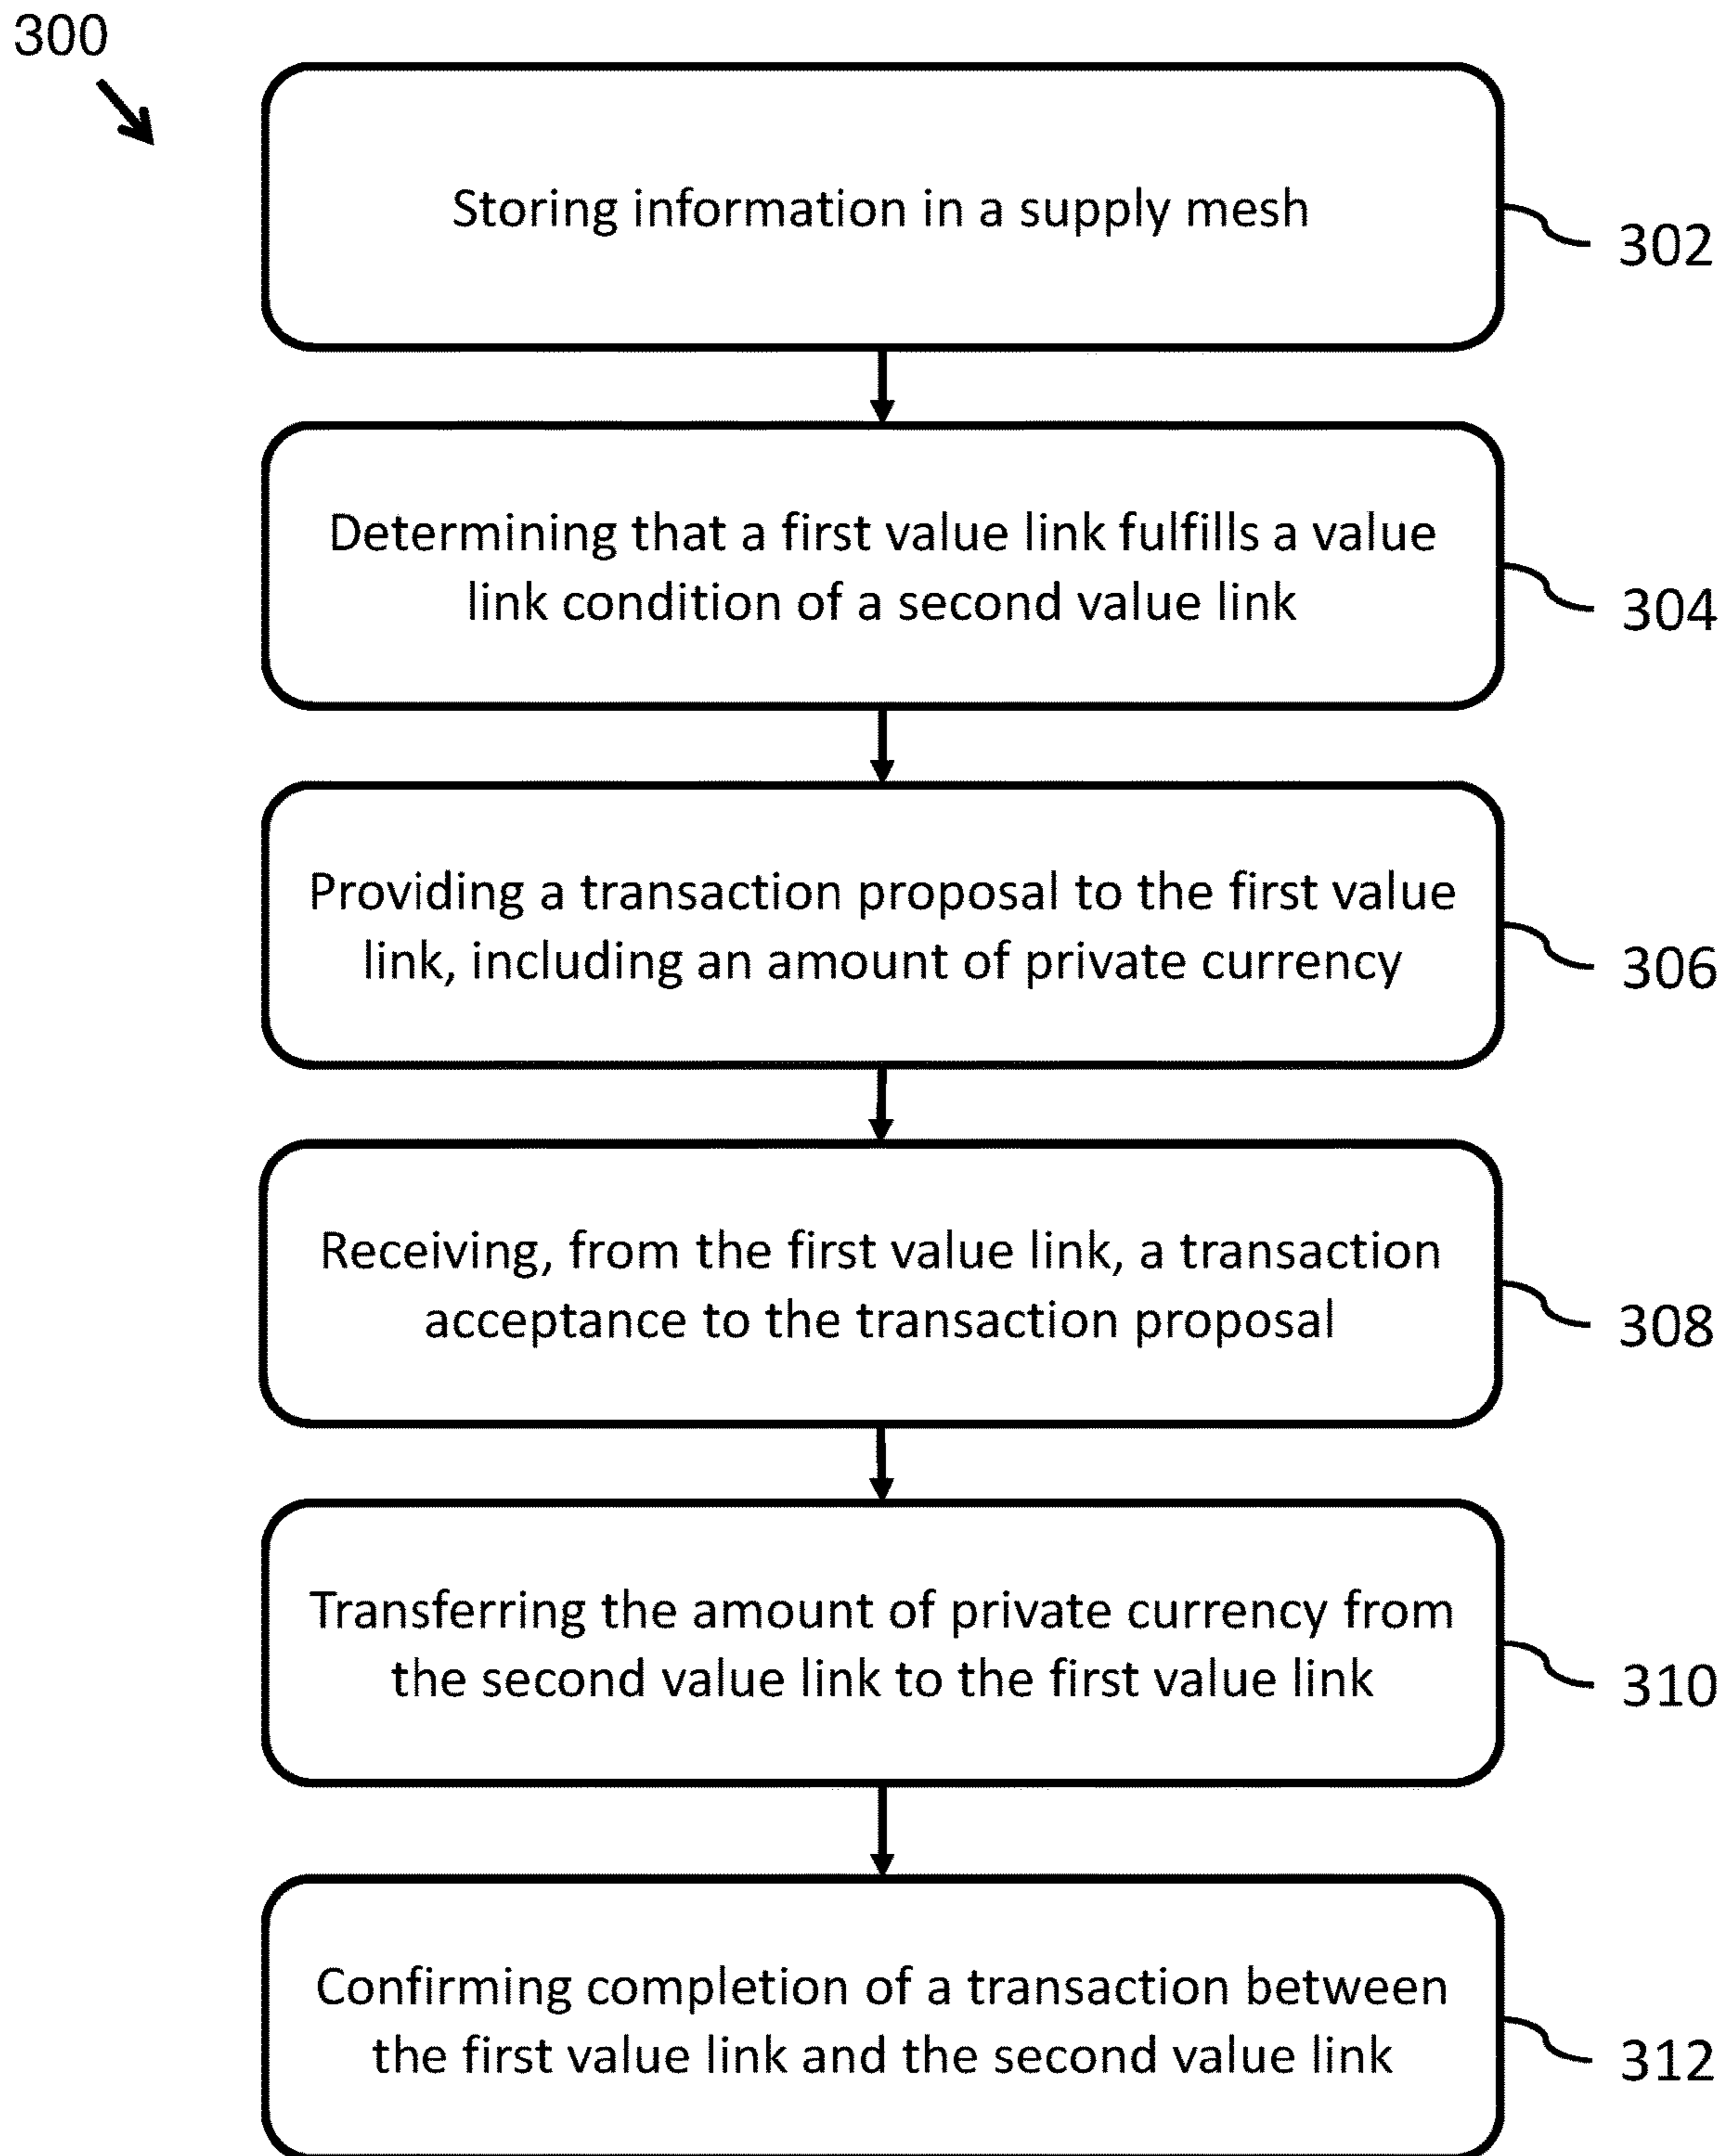 300
Storing information in a supply mesh
302
Determining that a first value link fulfills a value
link condition of a second value link
304
Providing a transaction proposal to the first value
link, including an amount of private currency
306
Receiving, from the first value link, a transaction
acceptance to the transaction proposal
308
Transferring the amount of private currency from
the second value link to the first value link
310
Confirming completion of a transaction between
the first value link and the second value link
312